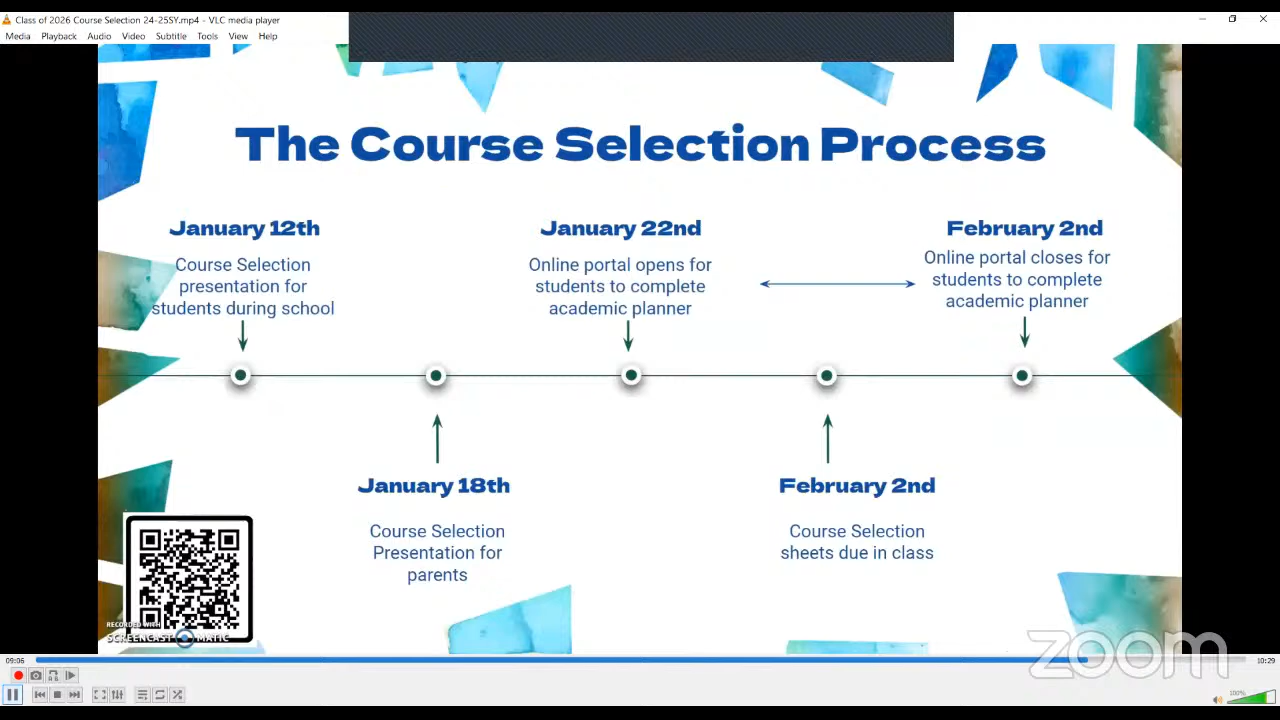 Class of 2026 Course Selection 24-25SY.mp4 - VLC media player
Media Playback Audio Video Subtitle Tools View Help
The Course Selection Process
January 12th
Course Selection
presentation for
students during school
January 22nd
Online portal opens for
students to complete
academic planner
February 2nd
Online portal closes for
students to complete
academic planner
January 18th
Course Selection
Presentation for
parents
February 2nd
Course Selection
sheets due in class
RECORDED WITH
SCREENCAST MATIC
zoom
09:06
10:29
100%